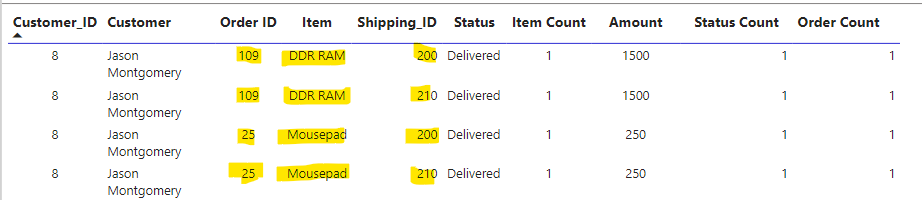 Customer_ID Customer Order ID Item Shipping_ID Status Item Count Amount Status Count Order Count
8 Jason Montgomery 109 DDR RAM 200 Delivered 1 1500 1 1
8 Jason Montgomery 109 DDR RAM 210 Delivered 1 1500 1 1
8 Jason Montgomery 25 Mousepad 200 Delivered 1 250 1 1
8 Jason Montgomery 25 Mousepad 210 Delivered 1 250 1 1